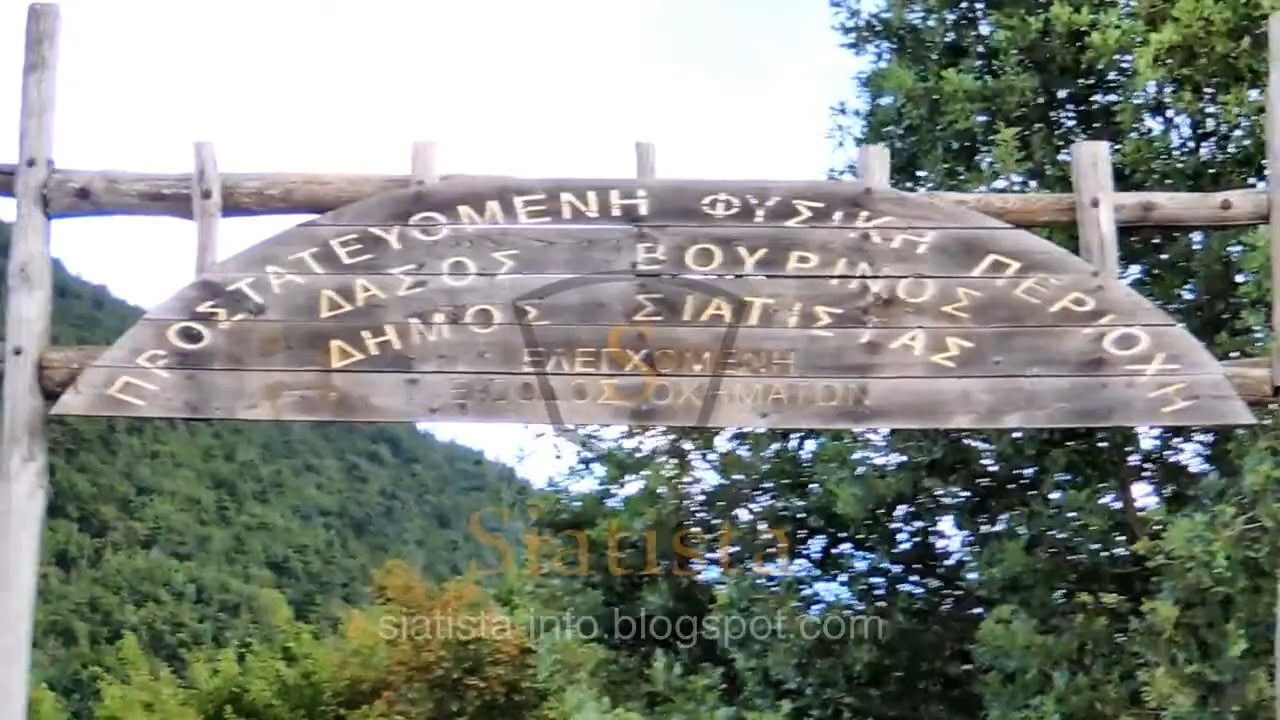 ΠΡΟΣΤΑΤΕΥΟΜΕΝΗ ΦΥΣΙΚΗ ΠΕΡΙΟΧΗ
ΔΑΣΟΣ ΒΟΥΡΙΝΟΣ
ΔΗΜΟΣ ΣΙΑΤΙΣΤΑΣ
ΕΛΕΓΧΟΜΕΝΗ
ΕΙΣΟΔΟΣ ΟΧΗΜΑΤΩΝ
S
Siatista
siatista-info.blogspot.com